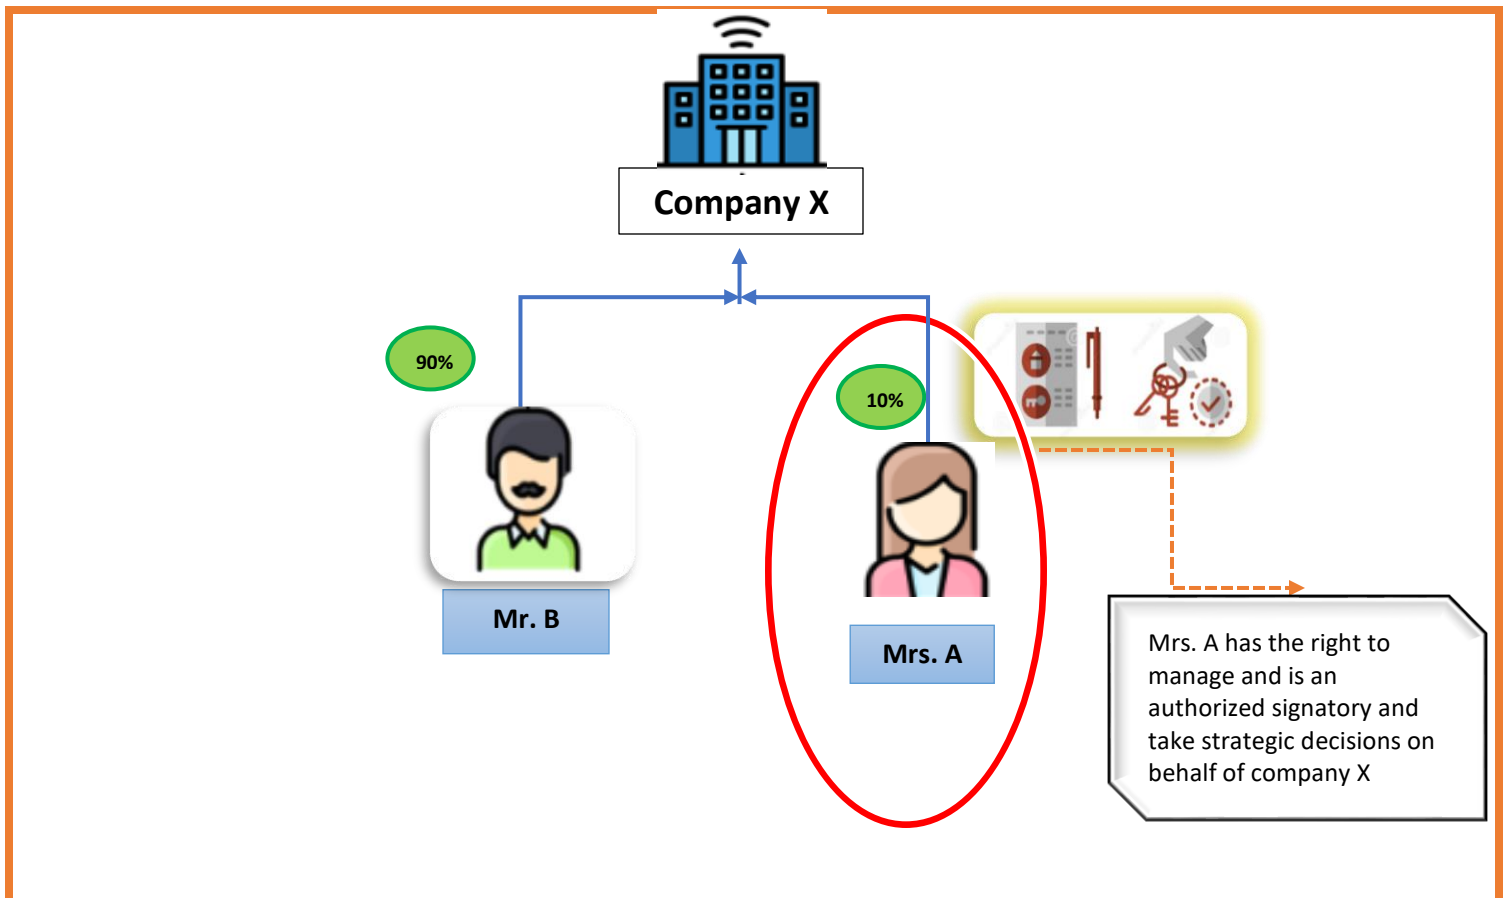 Company X
90%
10%
Mr. B
Mrs. A
Mrs. A has the right to
manage and is an
authorized signatory and
take strategic decisions on
behalf of company X